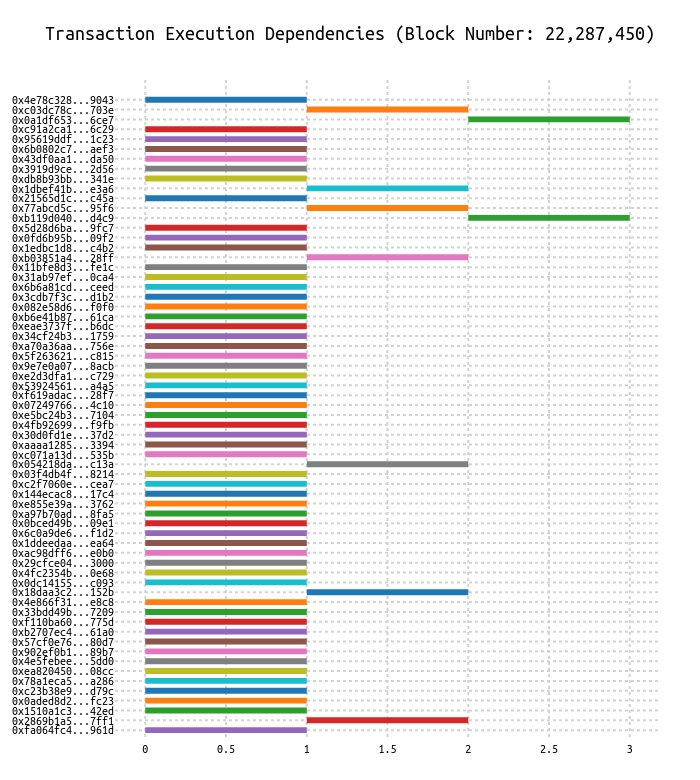 Transaction Execution Dependencies (Block Number: 22,287,450)
0x4e78c328...9043
0xc03dc78c...703e
0x0a1df653...6ce7
0xc91a2ca1...6c29
0x95619ddf...1c23
0x6b0802c7...aef3
0x43df0aa1...da50
0x3919d9ce...2d56
0xdb8b93bb...341e
0x1dbef41b...e3a6
0x21565d1c...c45a
0x77abcd5c...95f6
0xb119d040...d4c9
0x5d28d6ba...9fc7
0x0fd6b95b...09f2
0x1edbc1d8...c4b2
0xb03851a4...28ff
0x11bfe8d3...fe1c
0x31ab97ef...0ca4
0x6b6a81cd...ceed
0x3cdb7f3c...d1b2
0x082e58d6...f0f0
0xb6e41b87...61ca
0xeae3737f...b6dc
0x34cf24b3...1759
0xa70a36aa...756e
0x5f263621...c815
0x9e7e0a07...8acb
0xe2d3dfa1...c729
0x53924561...a4a5
0xf619adac...28f7
0x07249766...4c10
0xe5bc24b3...7104
0x4fb92699...f9fb
0x30d0fd1e...37d2
0xaaaa1285...3394
0xc071a13d...535b
0x054218da...c13a
0x03f4db4f...8214
0xc2f7060e...cea7
0x144ecac8...17c4
0xe855e39a...3762
0xa97b70ad...8fa5
0x0bced49b...09e1
0x6c0a9de6...f1d2
0x1ddeedaa...ea64
0xac98dff6...e0b0
0x29cfce04...3000
0x4fc2354b...0e68
0x0dc14155...c093
0x18daa3c2...152b
0x4e866f31...e8c8
0x33bdd49b...7209
0xf110ba60...775d
0xb2707ec4...61a0
0x57cf0e76...80d7
0x902ef0b1...89b7
0x4e5febee...5dd0
0xea820450...08cc
0x78a1eca5...a286
0xc23b38e9...d79c
0x0aded8d2...fc23
0x1510a1c3...42ed
0x2869b1a5...7ff1
0xfa064fc4...961d
0 0.5 1 1.5 2 2.5 3